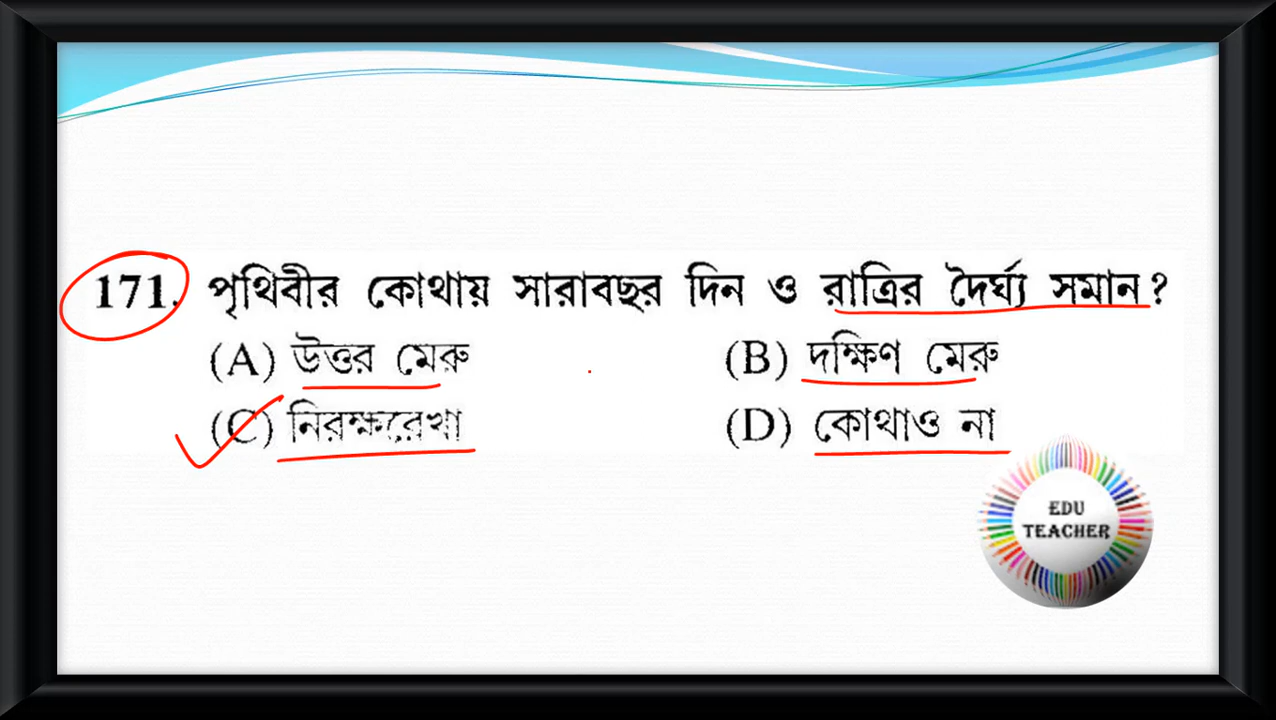 171. পৃথিবীর কোথায় সারাবছর দিন ও রাত্রির দৈর্ঘ্য সমান?
(A) উত্তর মেরু (B) দক্ষিণ মেরু
(C) নিরক্ষরেখা (D) কোথাও না
EDU
TEACHER